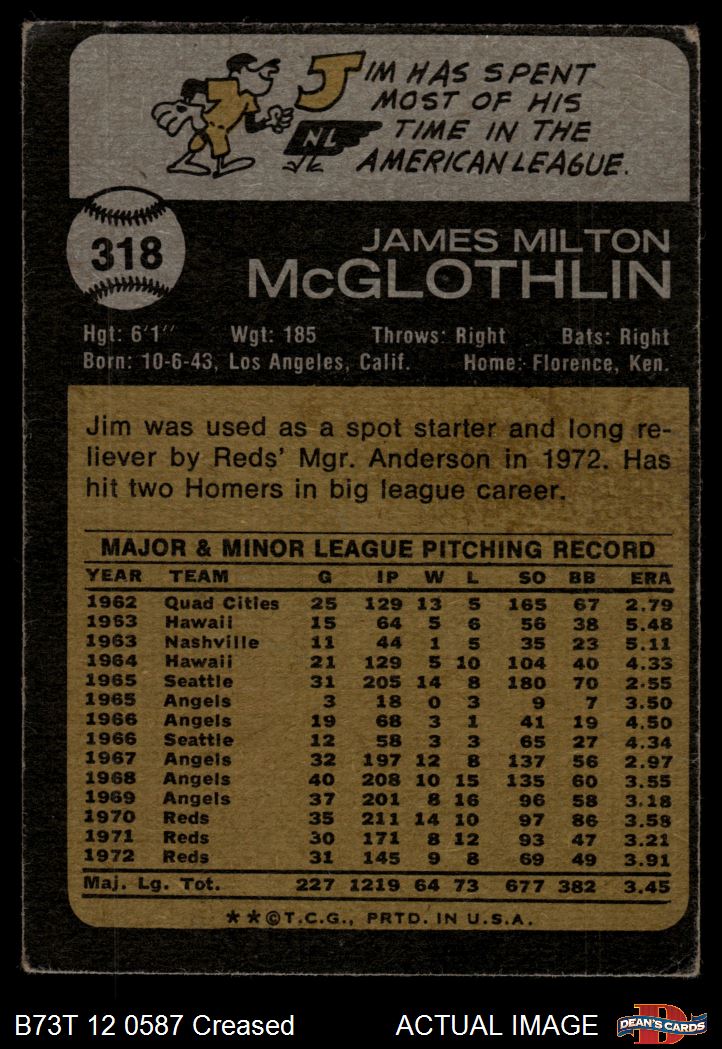 JIM HAS SPENT
MOST OF HIS
TIME IN THE
AMERICAN LEAGUE.
NL
318
JAMES MILTON
McGLOTHLIN
Hgt: 6'1" Wgt: 185 Throws: Right Bats: Right
Born: 10-6-43, Los Angeles, Calif. Home: Florence, Ken.
Jim was used as a spot starter and long re-
liever by Reds' Mgr. Anderson in 1972. Has
hit two Homers in big league career.
MAJOR & MINOR LEAGUE PITCHING RECORD
YEAR TEAM G IP W L SO BB ERA
1962 Quad Cities 25 129 13 5 165 67 2.79
1963 Hawaii 15 64 5 6 56 38 5.48
1963 Nashville 11 44 1 5 35 23 5.11
1964 Hawaii 21 129 5 10 104 40 4.33
1965 Seattle 31 205 14 8 180 70 2.55
1965 Angels 3 18 0 3 9 7 3.50
1966 Angels 19 68 3 1 41 19 4.50
1966 Seattle 12 58 3 3 65 27 4.34
1967 Angels 32 197 12 8 137 56 2.97
1968 Angels 40 208 10 15 135 60 3.55
1969 Angels 37 201 8 16 96 58 3.18
1970 Reds 35 211 14 10 97 86 3.58
1971 Reds 30 171 8 12 93 47 3.21
1972 Reds 31 145 9 8 69 49 3.91
Maj. Lg. Tot. 227 1219 64 73 677 382 3.45
★★©T.C.G., PRTD. IN U.S.A.
B73T 12 0587 Creased ACTUAL IMAGE
D
DEAN'S CARDS